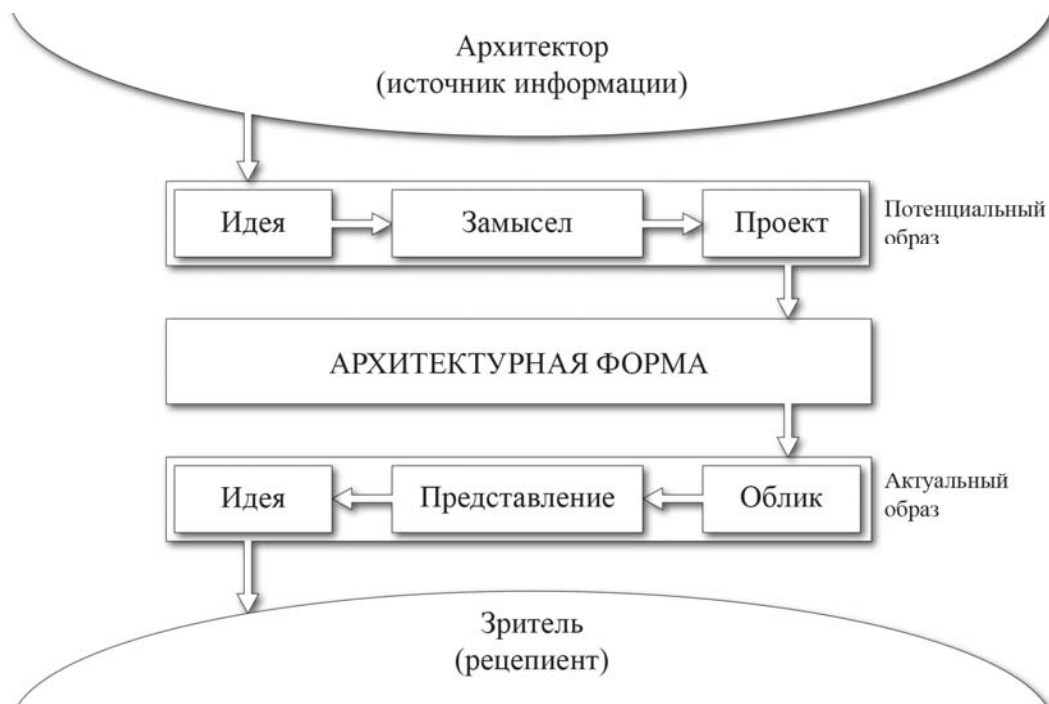 Архитектор
(источник информации)
Идея
Замысел
Проект
Потенциальный
образ
АРХИТЕКТУРНАЯ ФОРМА
Идея
Представление
Облик
Актуальный
образ
Зритель
(рецепиент)